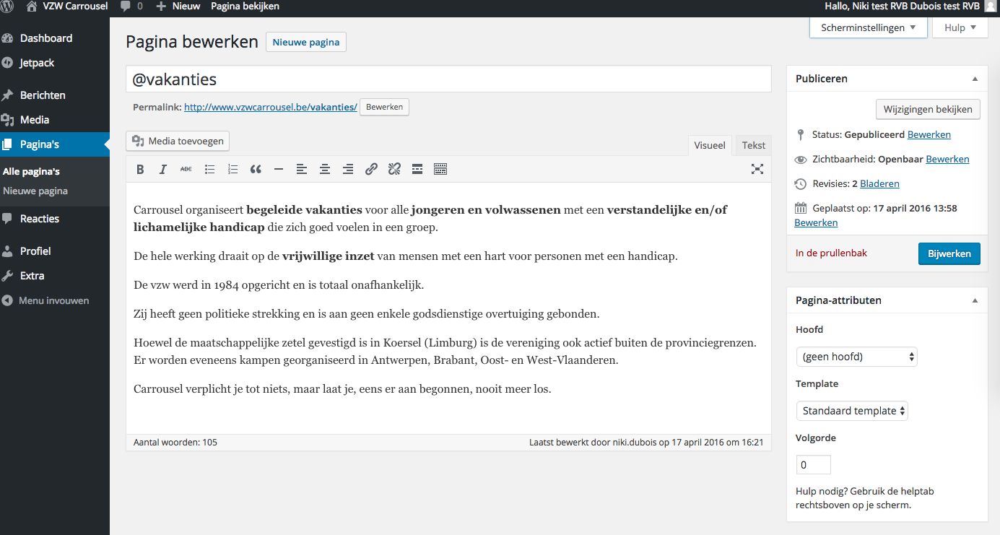 VZW Carrousel 0 Nieuw Pagina bekijken Hallo, Niki test RVB Dubois test RVB
Scherminstellingen Hulp
Dashboard
Jetpack
Berichten
Media
Pagina's
Alle pagina's
Nieuwe pagina
Reacties
Profiel
Extra
Menu invouwen
Pagina bewerken Nieuwe pagina
@vakanties
Permalink: http://www.vzwcarrousel.be/vakanties/ Bewerken
Media toevoegen
Visueel Tekst
B I ABC
Carrousel organiseert begeleide vakanties voor alle jongeren en volwassenen met een verstandelijke en/of
lichamelijke handicap die zich goed voelen in een groep.
De hele werking draait op de vrijwillige inzet van mensen met een hart voor personen met een handicap.
De vzw werd in 1984 opgericht en is totaal onafhankelijk.
Zij heeft geen politieke strekking en is aan geen enkele godsdienstige overtuiging gebonden.
Hoewel de maatschappelijke zetel gevestigd is in Koersel (Limburg) is de vereniging ook actief buiten de provinciegrenzen.
Er worden eveneens kampen georganiseerd in Antwerpen, Brabant, Oost- en West-Vlaanderen.
Carrousel verplicht je tot niets, maar laat je, eens er aan begonnen, nooit meer los.
Aantal woorden: 105 Laatst bewerkt door niki.dubois op 17 april 2016 om 16:21
Publiceren
Wijzigingen bekijken
Status: Gepubliceerd Bewerken
Zichtbaarheid: Openbaar Bewerken
Revisies: 2 Bladeren
Geplaatst op: 17 april 2016 13:58
Bewerken
In de prullenbak Bijwerken
Pagina-attributen
Hoofd
(geen hoofd)
Template
Standaard template
Volgorde
0
Hulp nodig? Gebruik de helptab
rechtsboven op je scherm.